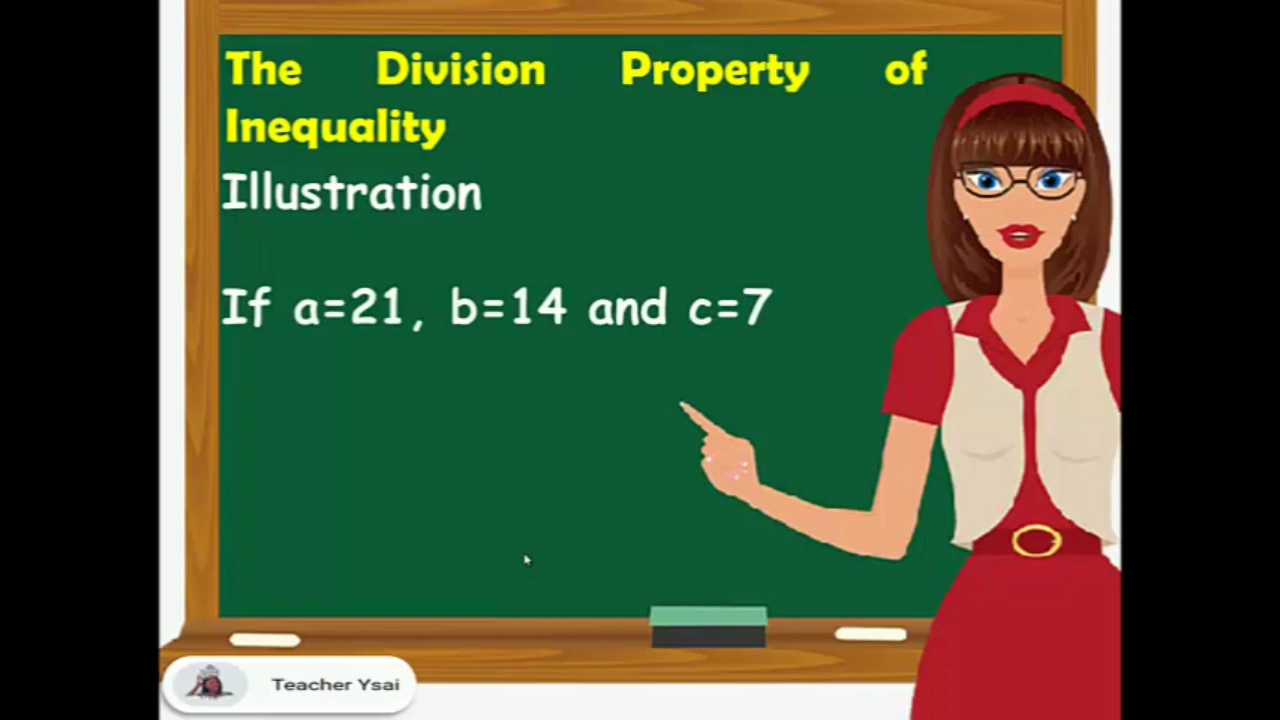 The Division Property of
Inequality
Illustration
If a=21, b=14 and c=7
Teacher Ysai